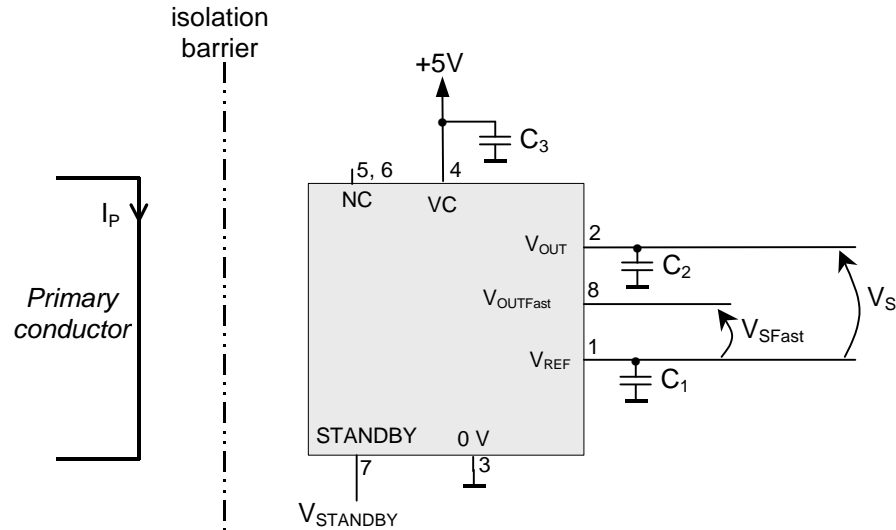 isolation
barrier
+5V
C3
5, 6
4
NC
VC
IP
2
VOUT
C2
8
VOUTFast
VS
Primary
conductor
VSFast
1
VREF
C1
STANDBY
0 V
7
3
VSTANDBY